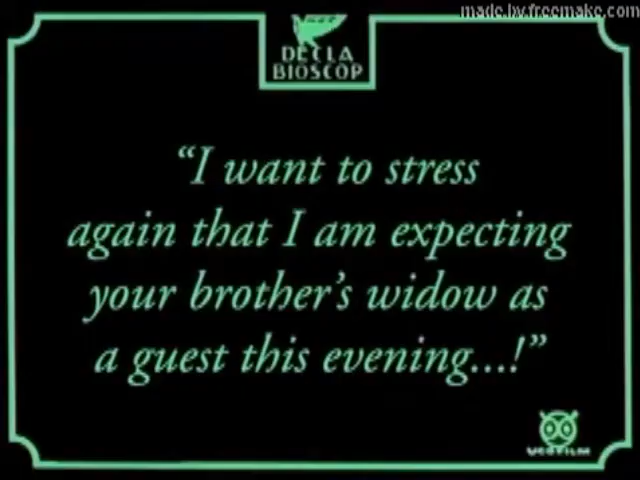 made.by.freemake.com
DECLA
BIOSCOP
“I want to stress
again that I am expecting
your brother’s widow as
a guest this evening...!”